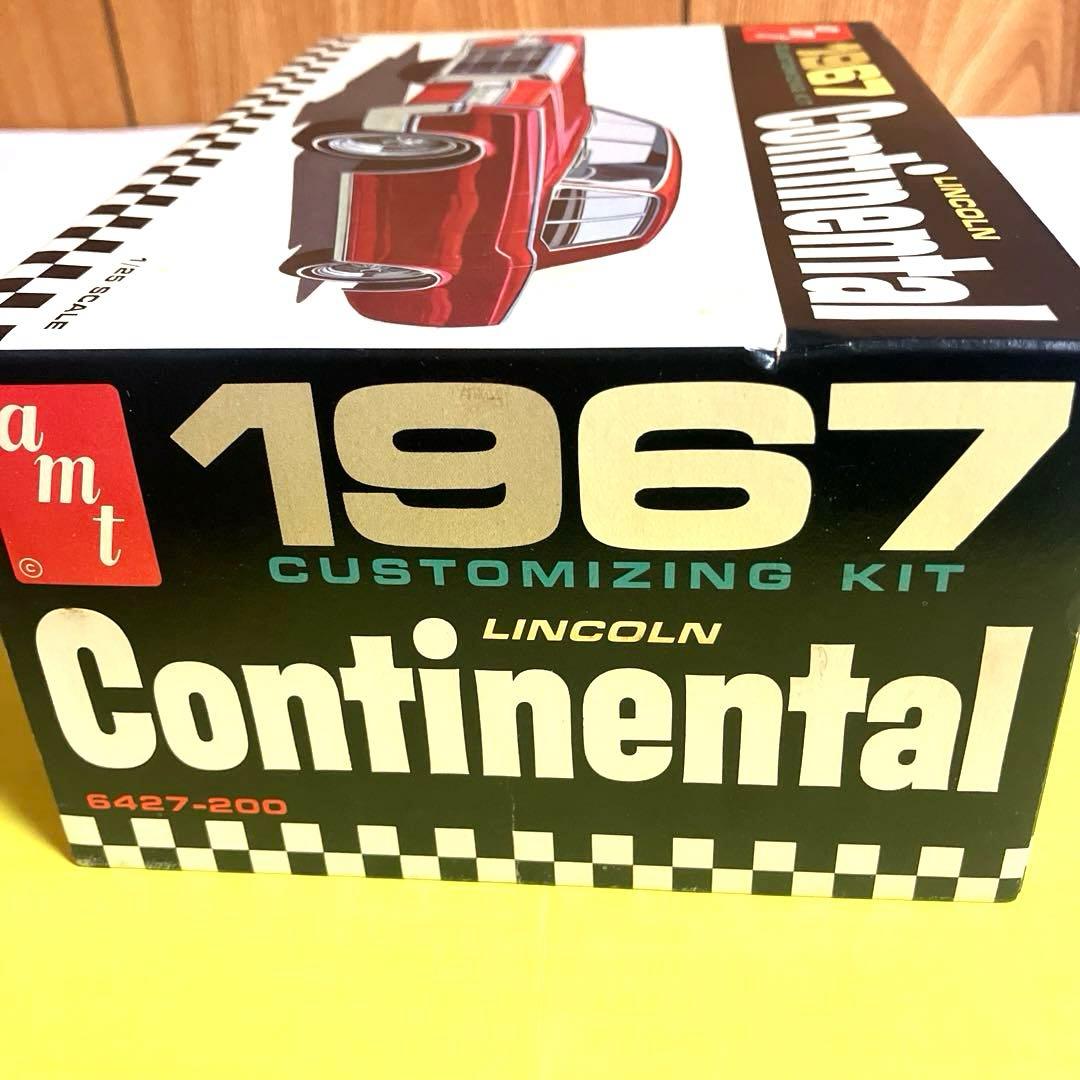 1967
LINCOLN
Continental
1/25 SCALE
amt
©
1967
CUSTOMIZING KIT
LINCOLN
Continental
6427-200